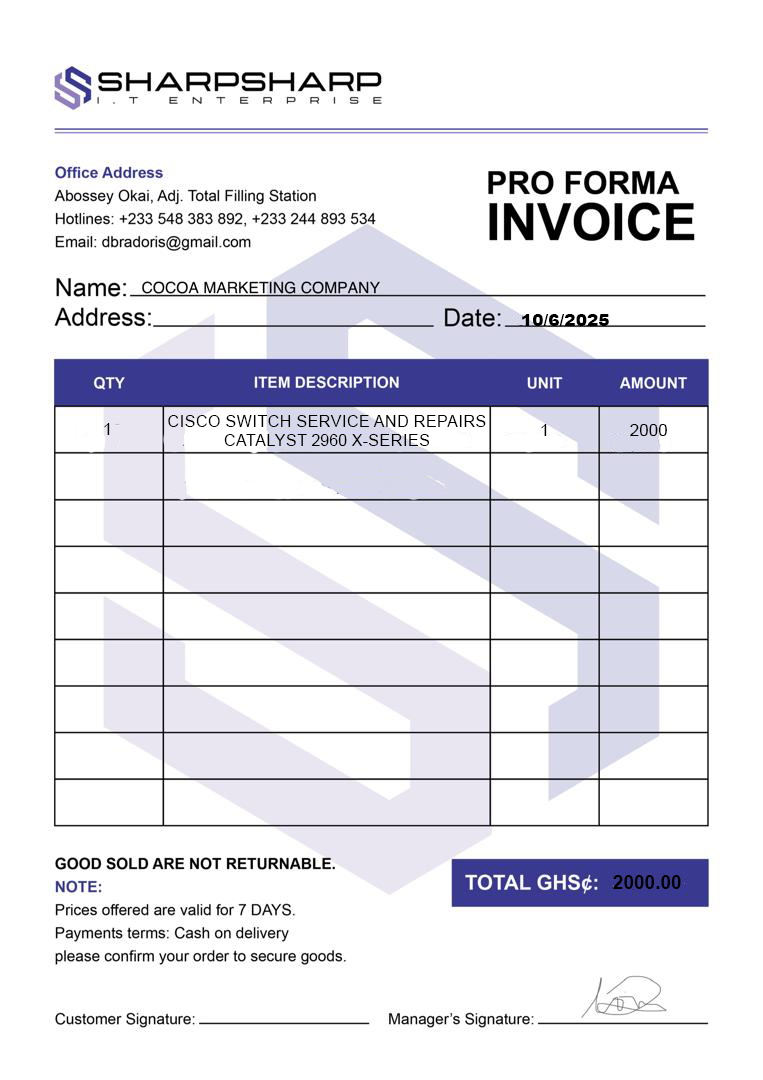 SHARPSHARP
I.T ENTERPRISE
Office Address
Abossey Okai, Adj. Total Filling Station
Hotlines: +233 548 383 892, +233 244 893 534
Email: dbradoris@gmail.com
PRO FORMA
INVOICE
Name: COCOA MARKETING COMPANY
Address: Date: 10/6/2025
QTY ITEM DESCRIPTION UNIT AMOUNT
1 CISCO SWITCH SERVICE AND REPAIRS 1 2000
CATALYST 2960 X-SERIES
GOOD SOLD ARE NOT RETURNABLE.
NOTE:
Prices offered are valid for 7 DAYS.
Payments terms: Cash on delivery
please confirm your order to secure goods.
TOTAL GHS¢: 2000.00
Customer Signature: Manager’s Signature: